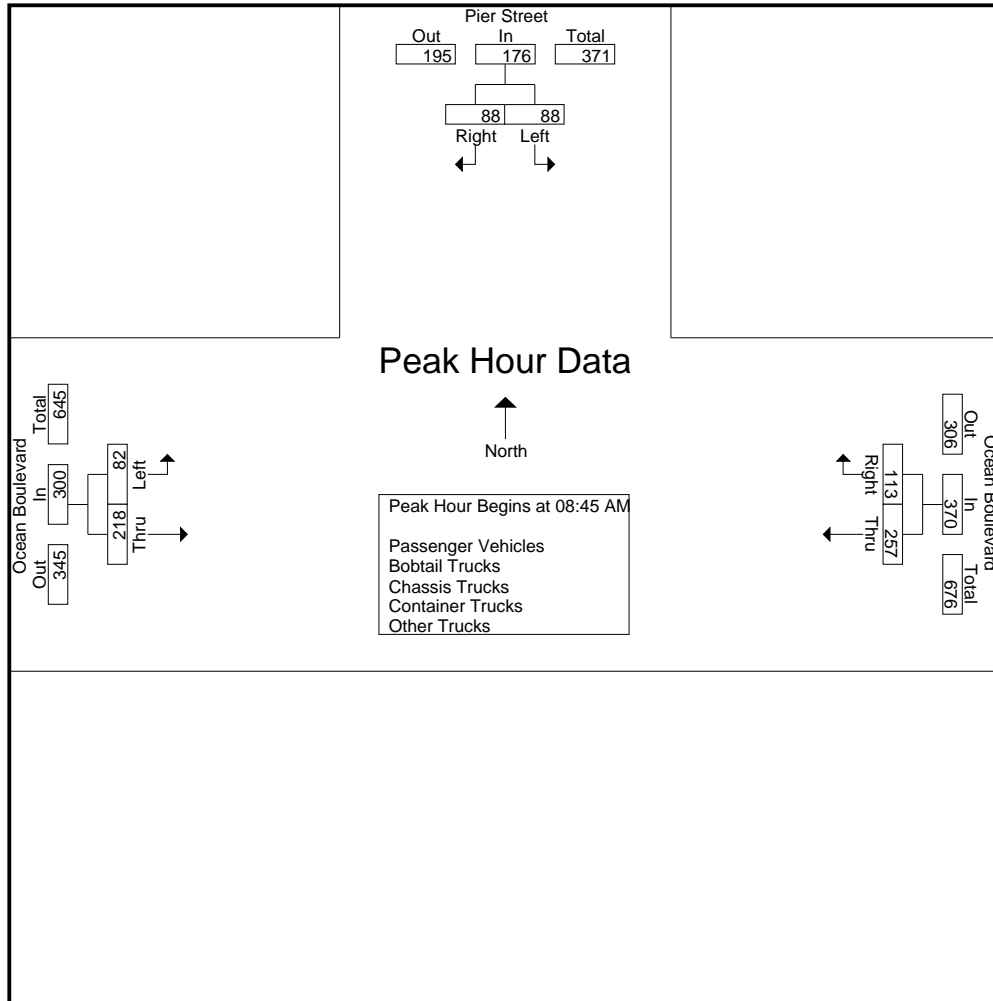 Pier Street
Out In Total
195 176 371
88 88
Right Left
Peak Hour Data
North
Peak Hour Begins at 08:45 AM
Passenger Vehicles
Bobtail Trucks
Chassis Trucks
Container Trucks
Other Trucks
Ocean Boulevard
Out In Total
345 300 645
Thru Left
218 82
Ocean Boulevard
Out In Total
306 370 676
Right Thru
113 257